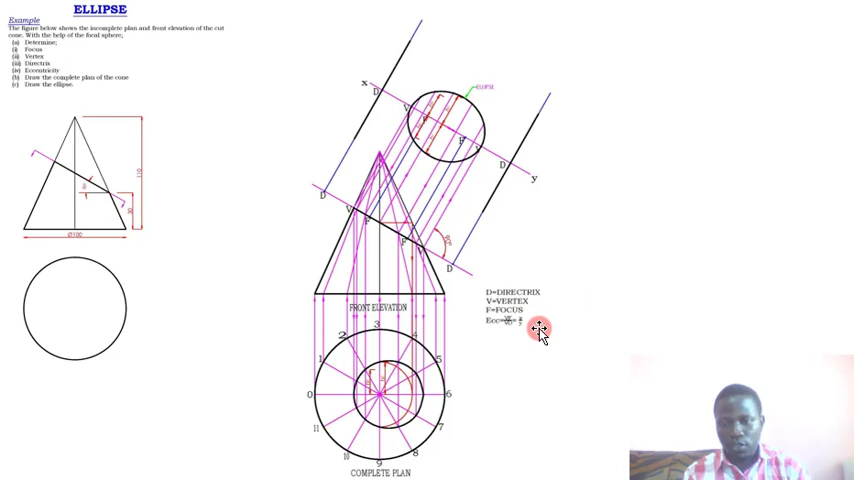 ELLIPSE
Example
The figure below shows the incomplete plan and front elevation of the cut
cone. With the help of the focal sphere;
(a) Determine;
(i) Focus
(ii) Vertex
(iii) Directrix
(iv) Eccentricity
(b) Draw the complete plan of the cone
(c) Draw the ellipse.
110
30
Ø100
x
D
V
F
ELLIPSE
F
V
D
y
D
V
F
F
V
D
90°
FRONT ELEVATION
D=DIRECTRIX
V=VERTEX
F=FOCUS
Ecc=
0
1
2
3
4
5
6
7
8
9
10
11
COMPLETE PLAN